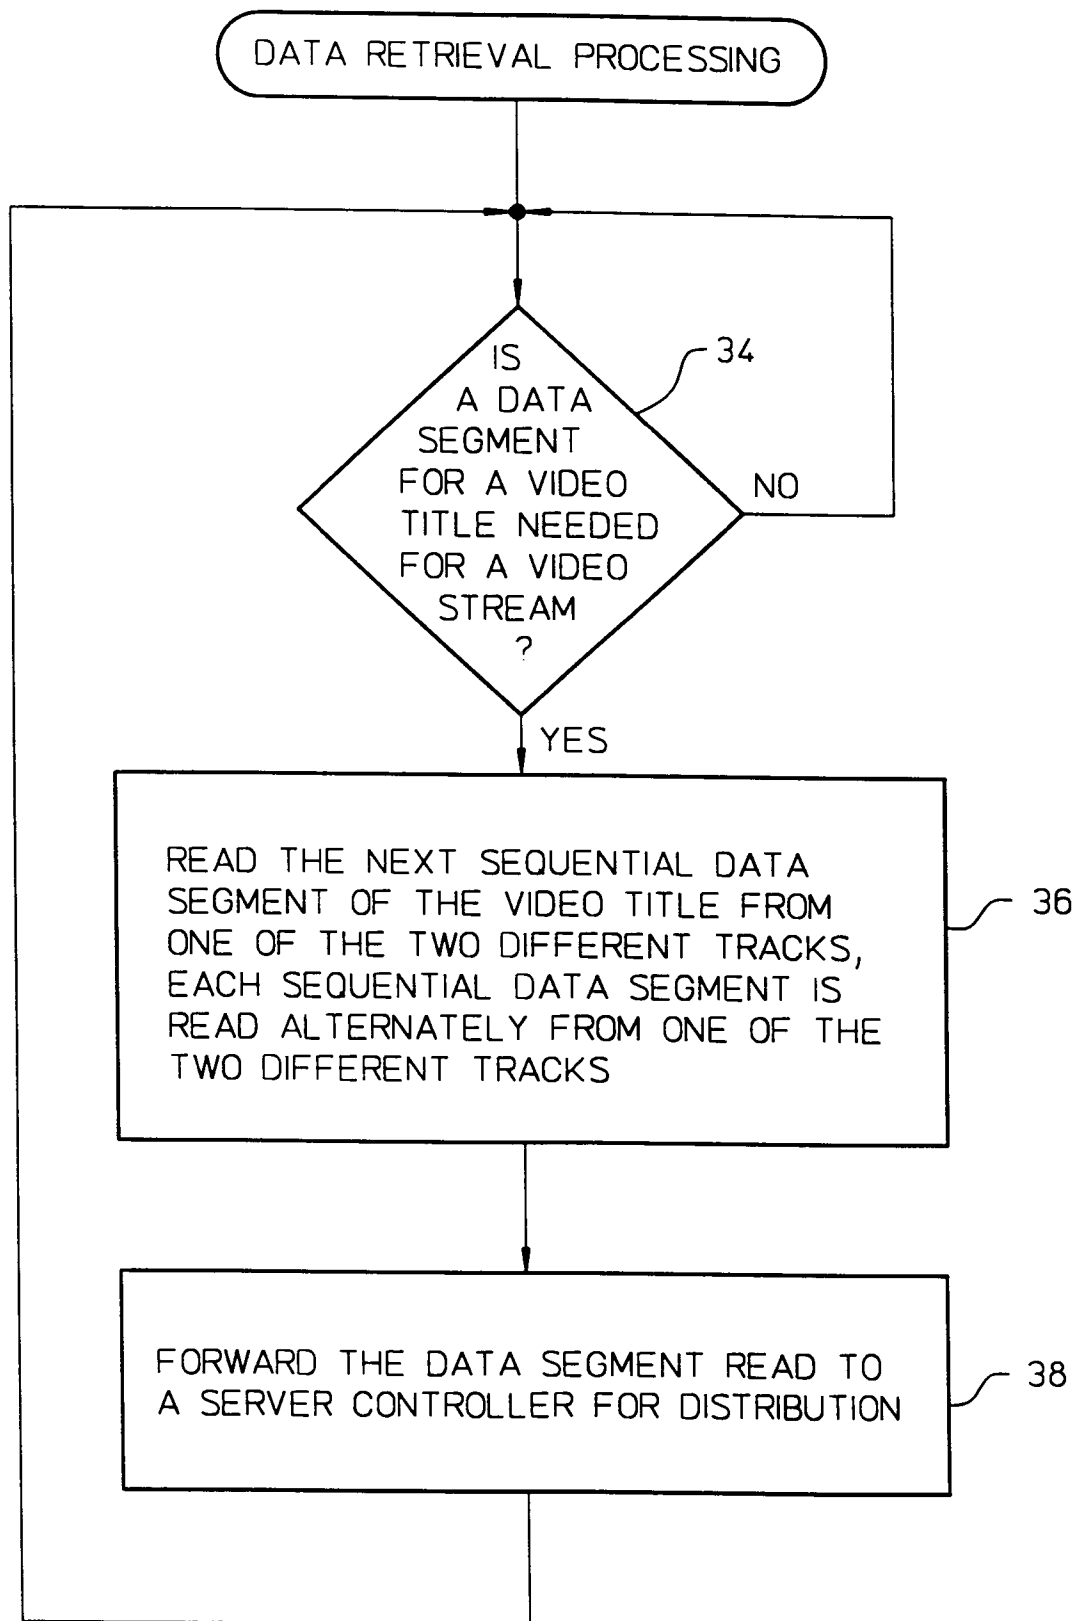 DATA RETRIEVAL PROCESSING
IS
A DATA
SEGMENT
FOR A VIDEO
TITLE NEEDED
FOR A VIDEO
STREAM
?
34
NO
YES
READ THE NEXT SEQUENTIAL DATA
SEGMENT OF THE VIDEO TITLE FROM
ONE OF THE TWO DIFFERENT TRACKS,
EACH SEQUENTIAL DATA SEGMENT IS
READ ALTERNATELY FROM ONE OF THE
TWO DIFFERENT TRACKS
36
FORWARD THE DATA SEGMENT READ TO
A SERVER CONTROLLER FOR DISTRIBUTION
38